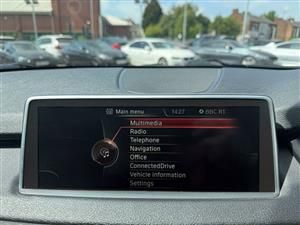 Main menu 14:27 BBC R1
Multimedia
Radio
Telephone
Navigation
Office
ConnectedDrive
Vehicle information
Settings